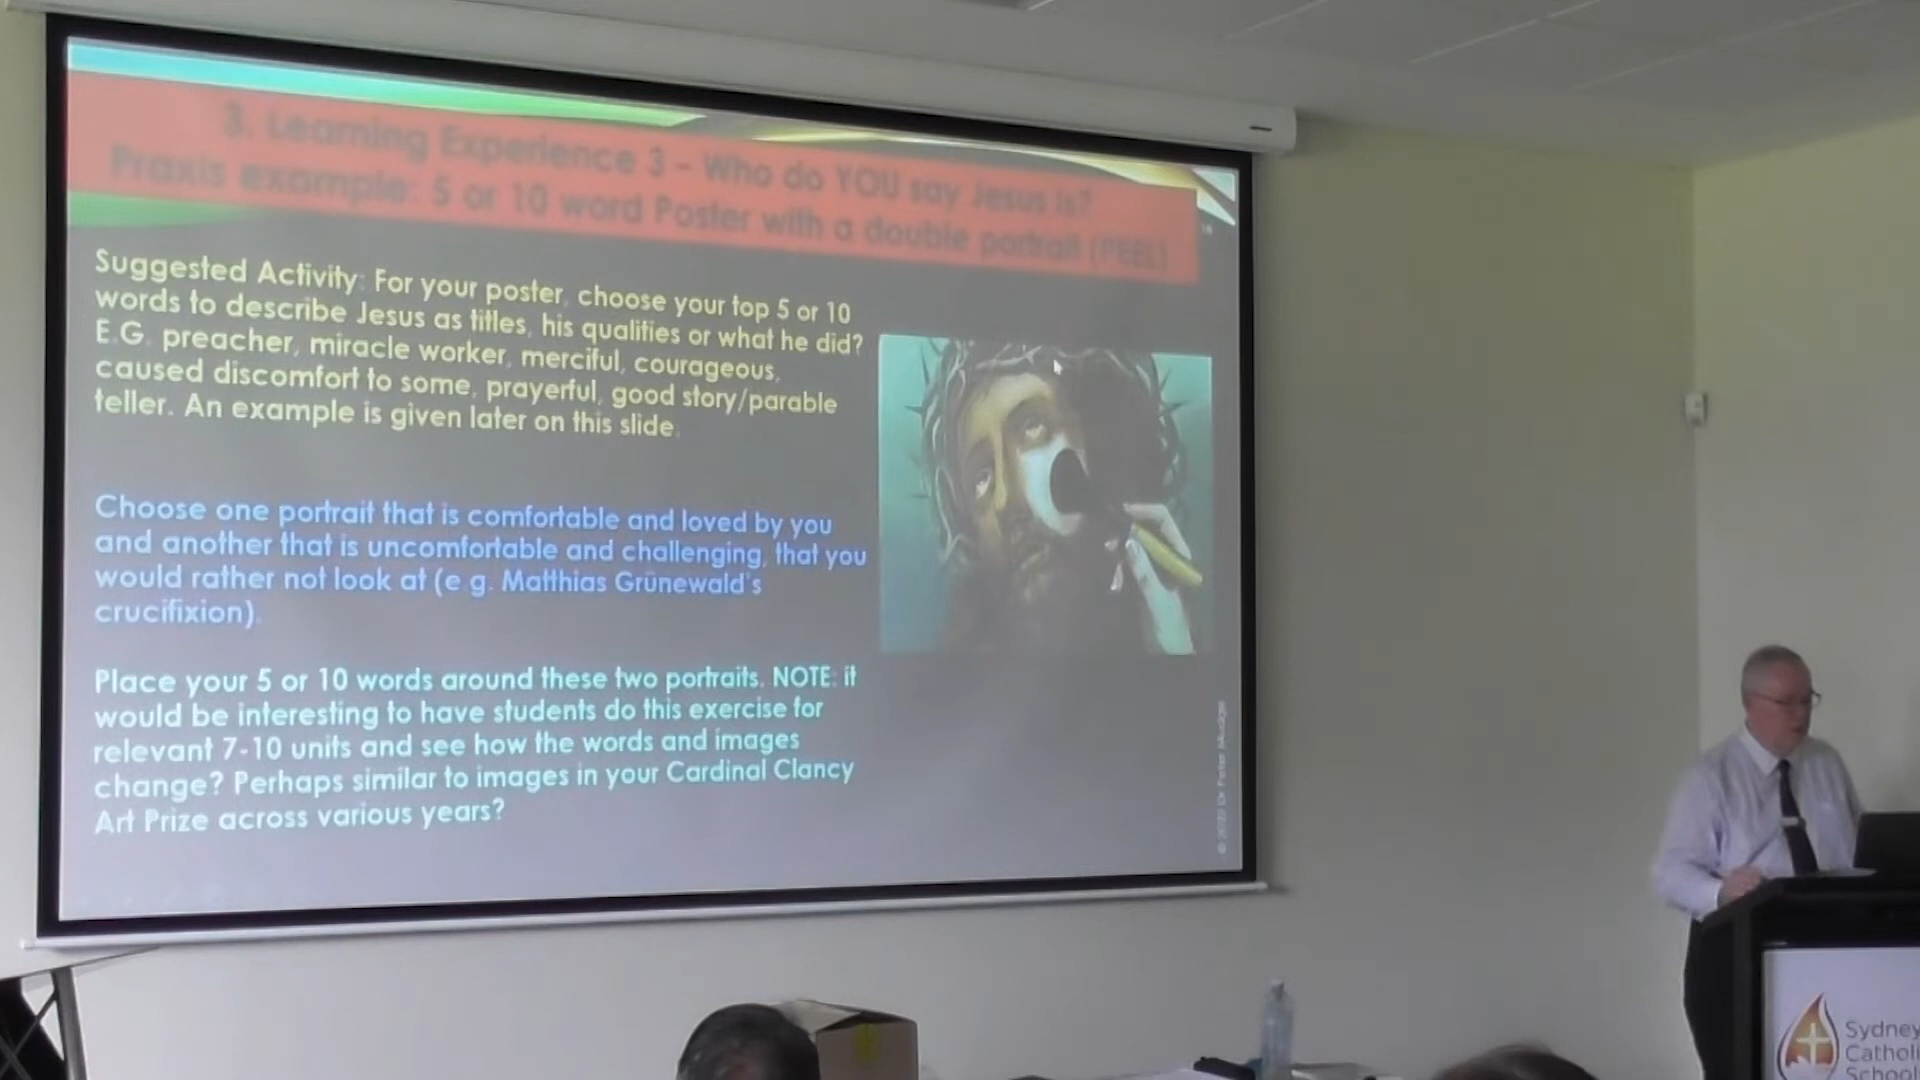 3. Learning Experience 3 – Who do YOU say Jesus is?
Praxis example: 5 or 10 word Poster with a double portrait (PEEL)
18
Suggested Activity: For your poster, choose your top 5 or 10
words to describe Jesus as titles, his qualities or what he did?
E.G. preacher, miracle worker, merciful, courageous,
caused discomfort to some, prayerful, good story/parable
teller. An example is given later on this slide.
Choose one portrait that is comfortable and loved by you
and another that is uncomfortable and challenging, that you
would rather not look at (e g. Matthias Grünewald's
crucifixion).
Place your 5 or 10 words around these two portraits. NOTE: it
would be interesting to have students do this exercise for
relevant 7-10 units and see how the words and images
change? Perhaps similar to images in your Cardinal Clancy
Art Prize across various years?
© 2022 Dr Peter Mudge
Sydney
Catholi
School